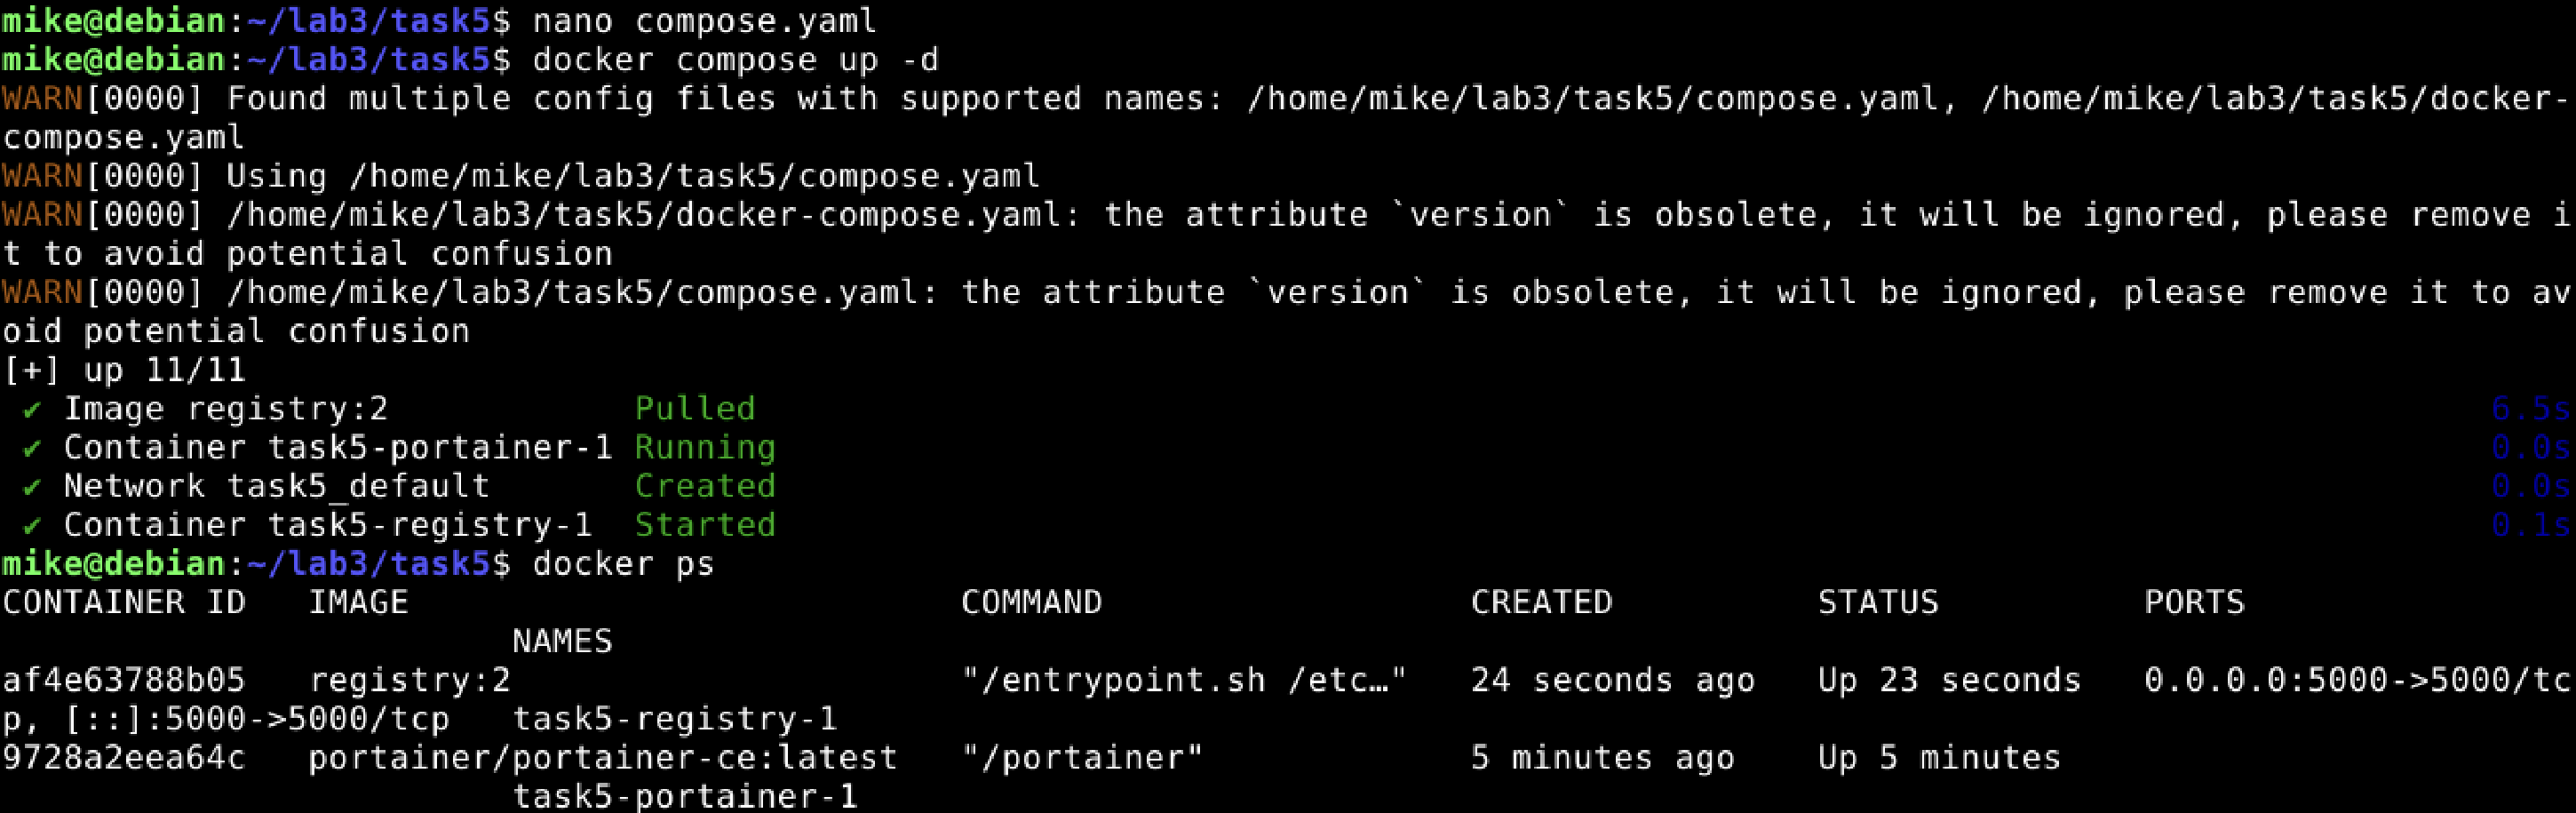 mike@debian:~/lab3/task5$ nano compose.yaml
mike@debian:~/lab3/task5$ docker compose up -d
WARN[0000] Found multiple config files with supported names: /home/mike/lab3/task5/compose.yaml, /home/mike/lab3/task5/docker-
compose.yaml
WARN[0000] Using /home/mike/lab3/task5/compose.yaml
WARN[0000] /home/mike/lab3/task5/docker-compose.yaml: the attribute `version` is obsolete, it will be ignored, please remove i
t to avoid potential confusion
WARN[0000] /home/mike/lab3/task5/compose.yaml: the attribute `version` is obsolete, it will be ignored, please remove it to av
oid potential confusion
[+] up 11/11
✔ Image registry:2 Pulled 6.5s
✔ Container task5-portainer-1 Running 0.0s
✔ Network task5_default Created 0.0s
✔ Container task5-registry-1 Started 0.1s
mike@debian:~/lab3/task5$ docker ps
CONTAINER ID IMAGE COMMAND CREATED STATUS PORTS
NAMES
af4e63788b05 registry:2 "/entrypoint.sh /etc…" 24 seconds ago Up 23 seconds 0.0.0.0:5000->5000/tc
p, [::]:5000->5000/tcp task5-registry-1
9728a2eea64c portainer/portainer-ce:latest "/portainer" 5 minutes ago Up 5 minutes
task5-portainer-1